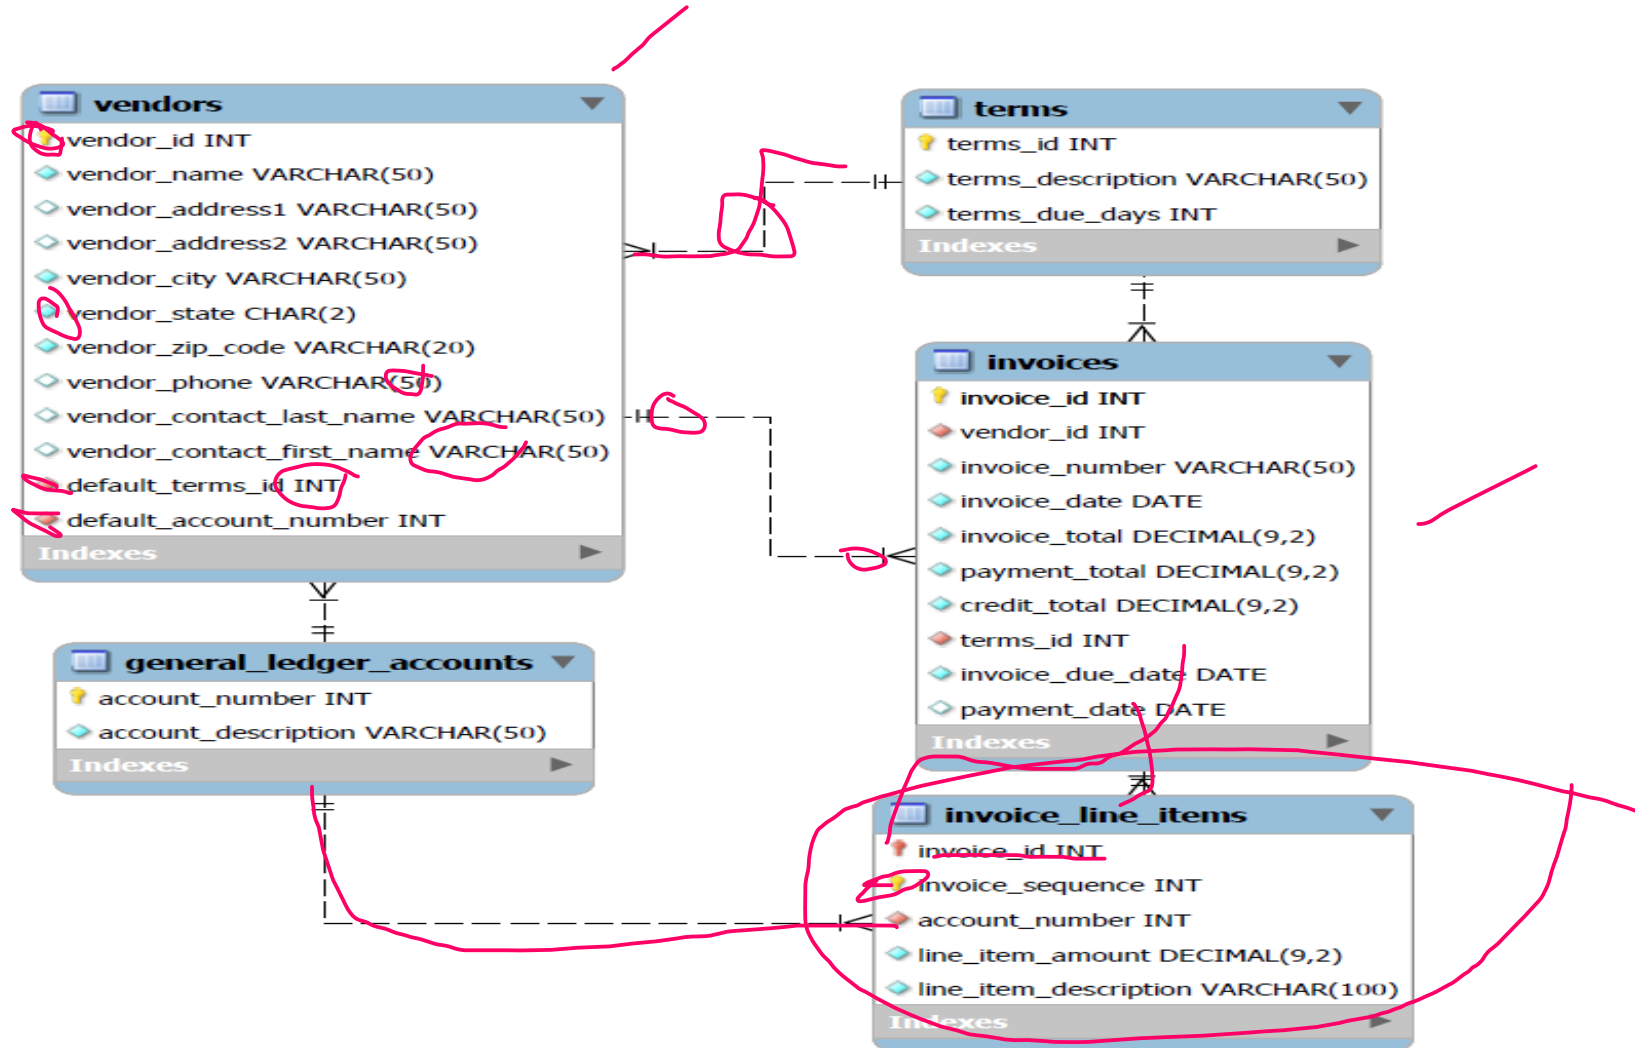 vendors
vendor_id INT
vendor_name VARCHAR(50)
vendor_address1 VARCHAR(50)
vendor_address2 VARCHAR(50)
vendor_city VARCHAR(50)
vendor_state CHAR(2)
vendor_zip_code VARCHAR(20)
vendor_phone VARCHAR(50)
vendor_contact_last_name VARCHAR(50)
vendor_contact_first_name VARCHAR(50)
default_terms_id INT
default_account_number INT
Indexes
terms
terms_id INT
terms_description VARCHAR(50)
terms_due_days INT
Indexes
invoices
invoice_id INT
vendor_id INT
invoice_number VARCHAR(50)
invoice_date DATE
invoice_total DECIMAL(9,2)
payment_total DECIMAL(9,2)
credit_total DECIMAL(9,2)
terms_id INT
invoice_due_date DATE
payment_date DATE
Indexes
general_ledger_accounts
account_number INT
account_description VARCHAR(50)
Indexes
invoice_line_items
invoice_id INT
invoice_sequence INT
account_number INT
line_item_amount DECIMAL(9,2)
line_item_description VARCHAR(100)
Indexes